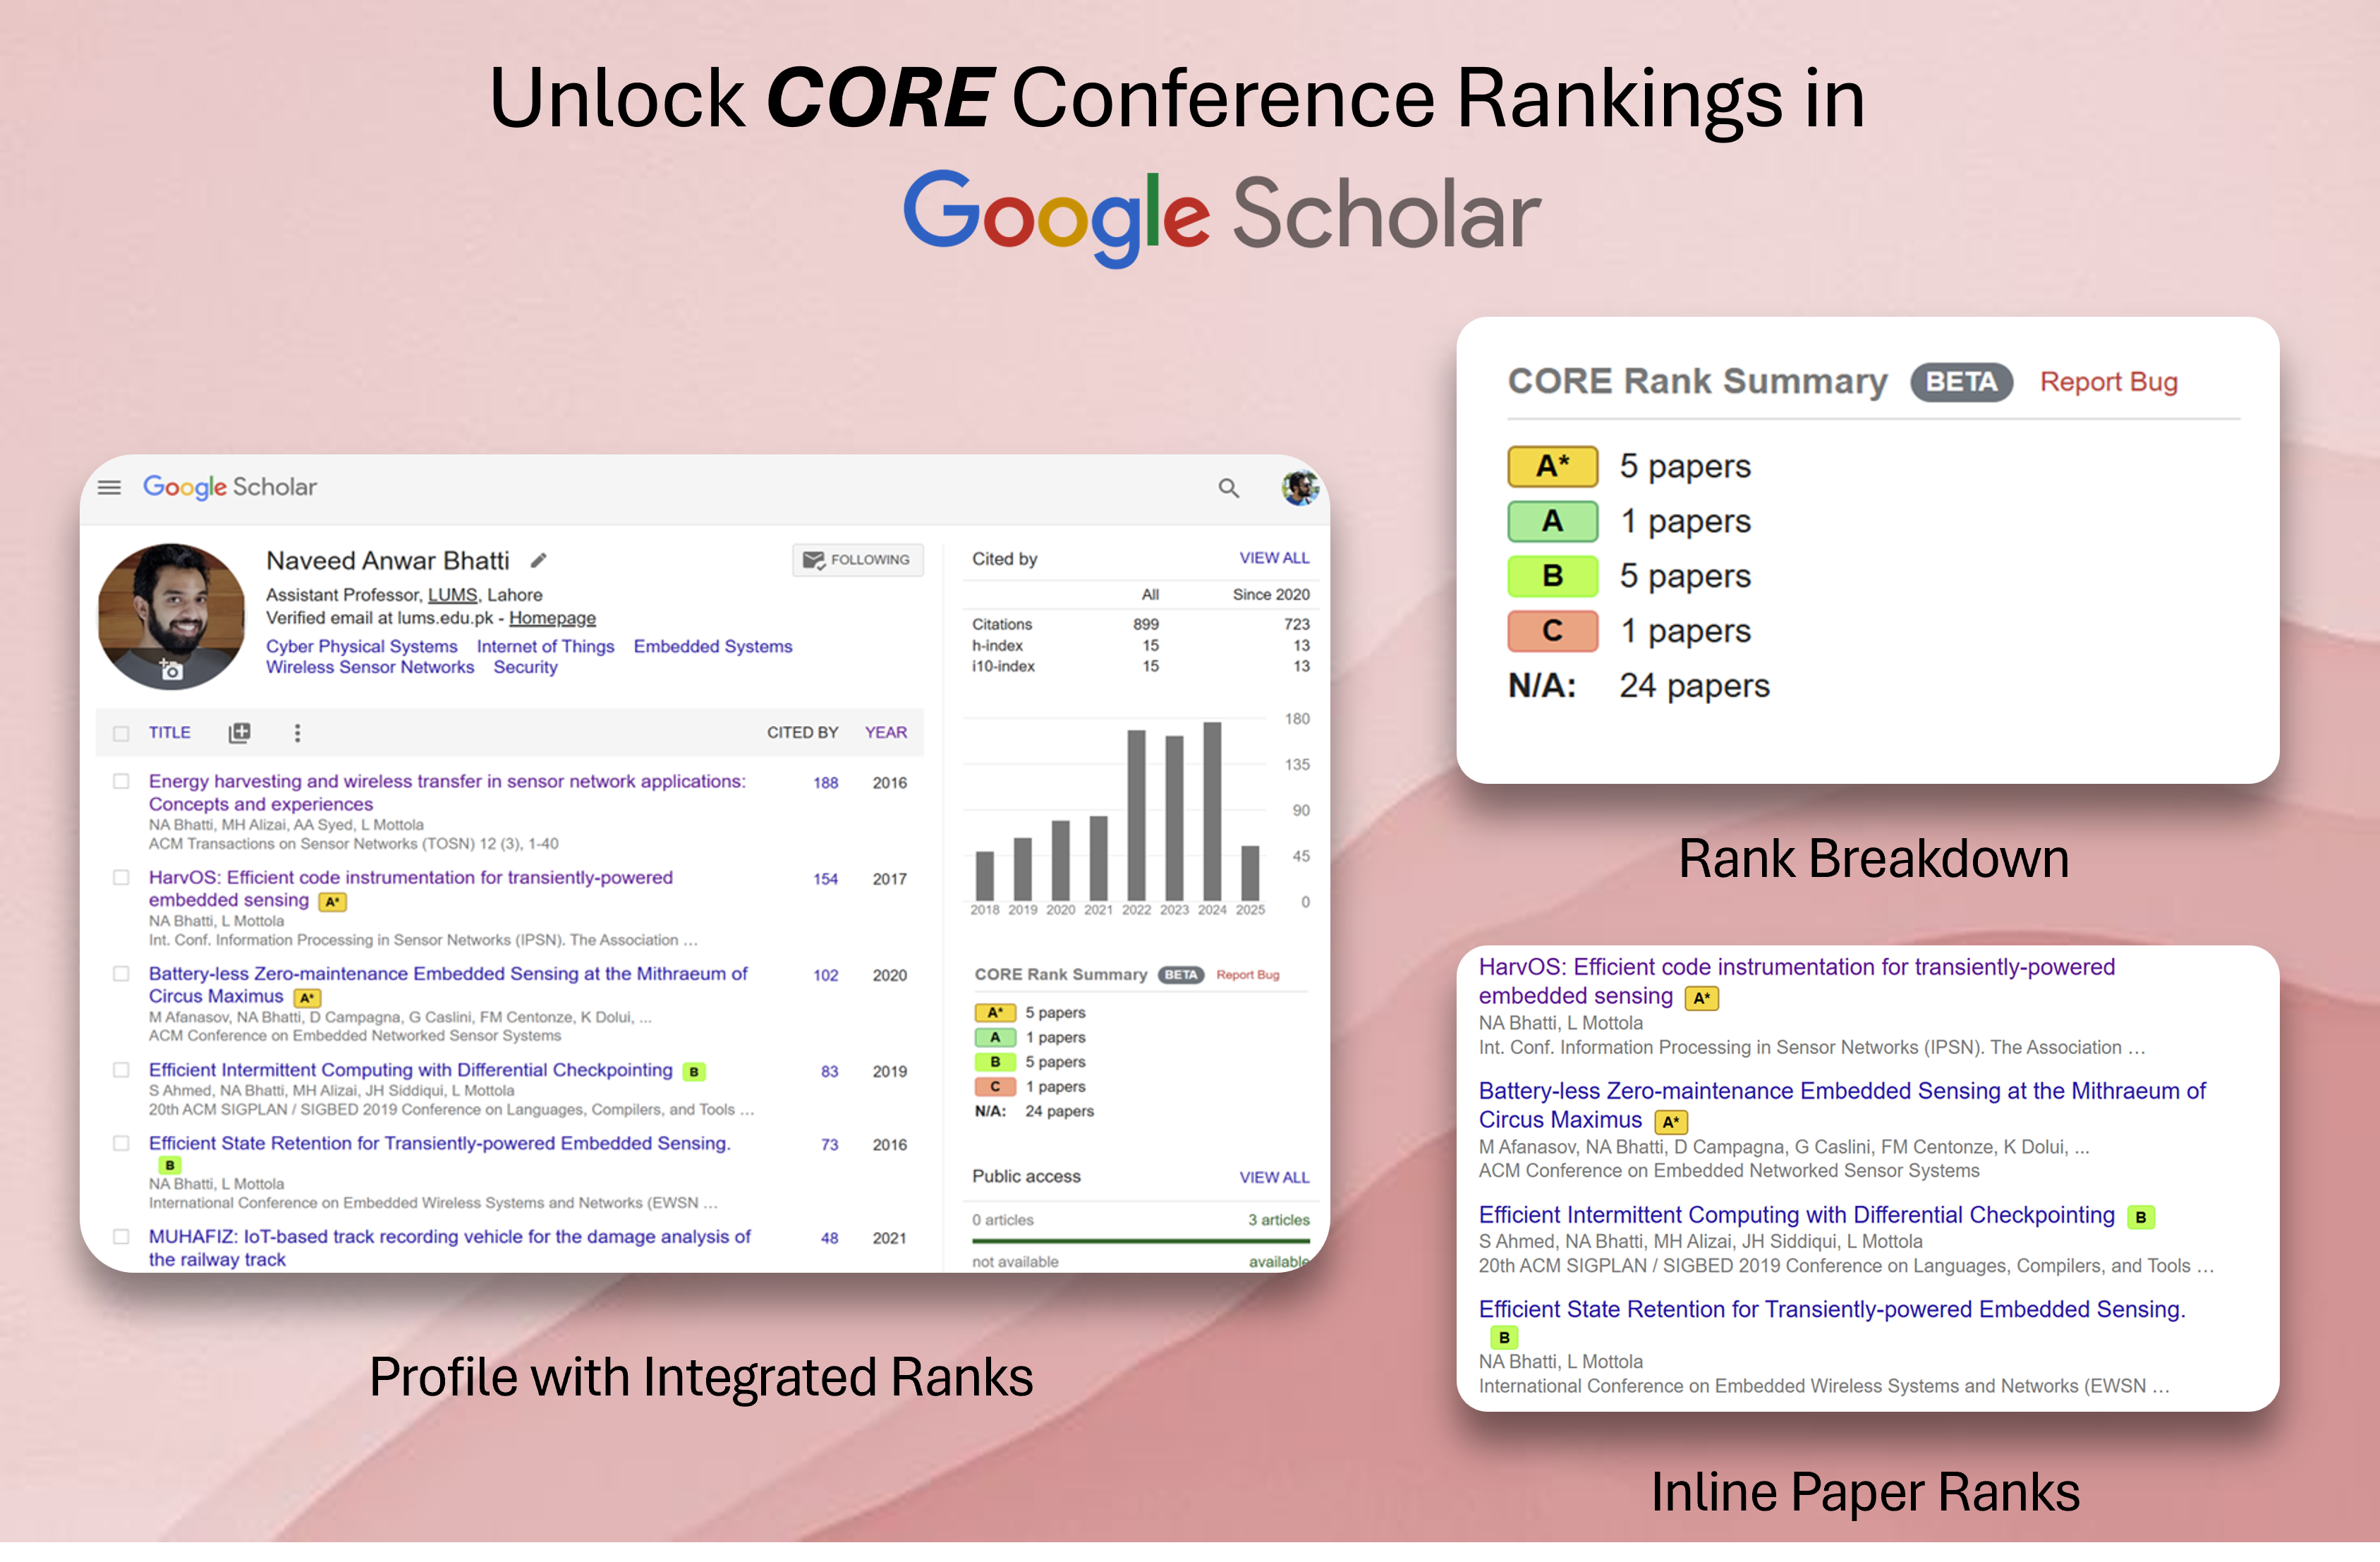 Unlock CORE Conference Rankings in
Google Scholar
Google Scholar
Naveed Anwar Bhatti
FOLLOWING
Assistant Professor, LUMS, Lahore
Verified email at lums.edu.pk - Homepage
Cyber Physical Systems Internet of Things Embedded Systems
Wireless Sensor Networks Security
TITLE CITED BY YEAR
Energy harvesting and wireless transfer in sensor network applications: 188 2016
Concepts and experiences
NA Bhatti, MH Alizai, AA Syed, L Mottola
ACM Transactions on Sensor Networks (TOSN) 12 (3), 1-40
HarvOS: Efficient code instrumentation for transiently-powered 154 2017
embedded sensing A*
NA Bhatti, L Mottola
Int. Conf. Information Processing in Sensor Networks (IPSN). The Association ...
Battery-less Zero-maintenance Embedded Sensing at the Mithraeum of 102 2020
Circus Maximus A*
M Afanasov, NA Bhatti, D Campagna, G Caslini, FM Centonze, K Dolui, ...
ACM Conference on Embedded Networked Sensor Systems
Efficient Intermittent Computing with Differential Checkpointing B 83 2019
S Ahmed, NA Bhatti, MH Alizai, JH Siddiqui, L Mottola
20th ACM SIGPLAN / SIGBED 2019 Conference on Languages, Compilers, and Tools ...
Efficient State Retention for Transiently-powered Embedded Sensing. 73 2016
B
NA Bhatti, L Mottola
International Conference on Embedded Wireless Systems and Networks (EWSN ...
MUHAFIZ: IoT-based track recording vehicle for the damage analysis of 48 2021
the railway track
Cited by VIEW ALL
All Since 2020
Citations 899 723
h-index 15 13
i10-index 15 13
180
135
90
45
0
2018 2019 2020 2021 2022 2023 2024 2025
CORE Rank Summary BETA Report Bug
A* 5 papers
A 1 papers
B 5 papers
C 1 papers
N/A: 24 papers
Public access VIEW ALL
0 articles 3 articles
not available available
Profile with Integrated Ranks
CORE Rank Summary BETA Report Bug
A* 5 papers
A 1 papers
B 5 papers
C 1 papers
N/A: 24 papers
Rank Breakdown
HarvOS: Efficient code instrumentation for transiently-powered
embedded sensing A*
NA Bhatti, L Mottola
Int. Conf. Information Processing in Sensor Networks (IPSN). The Association ...
Battery-less Zero-maintenance Embedded Sensing at the Mithraeum of
Circus Maximus A*
M Afanasov, NA Bhatti, D Campagna, G Caslini, FM Centonze, K Dolui, ...
ACM Conference on Embedded Networked Sensor Systems
Efficient Intermittent Computing with Differential Checkpointing B
S Ahmed, NA Bhatti, MH Alizai, JH Siddiqui, L Mottola
20th ACM SIGPLAN / SIGBED 2019 Conference on Languages, Compilers, and Tools ...
Efficient State Retention for Transiently-powered Embedded Sensing.
B
NA Bhatti, L Mottola
International Conference on Embedded Wireless Systems and Networks (EWSN ...
Inline Paper Ranks